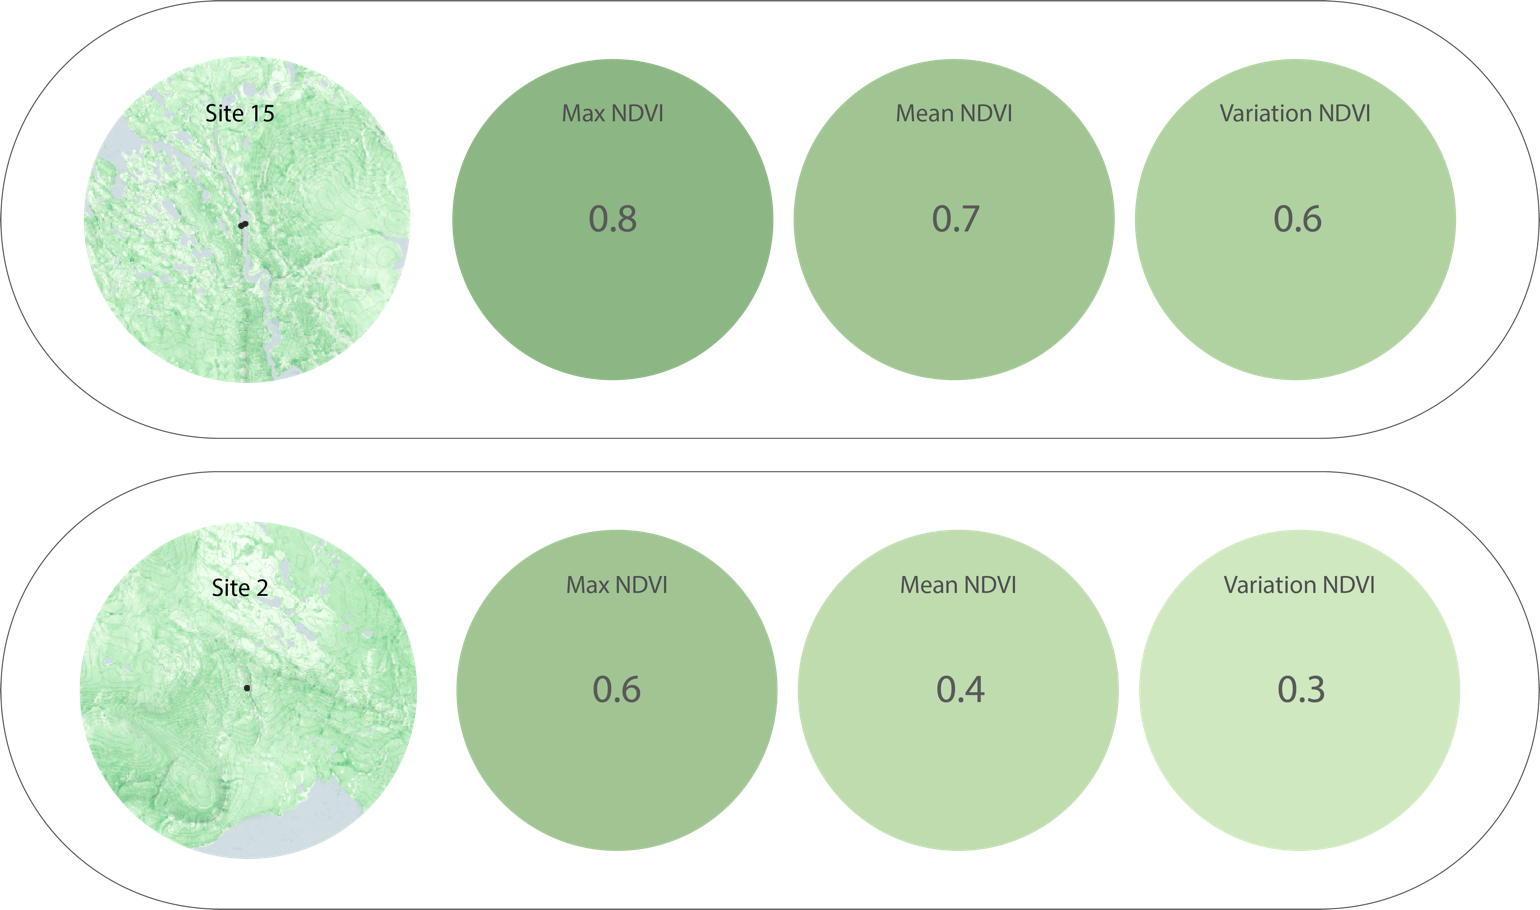 Site 15
Max NDVI
Mean NDVI
Variation NDVI
0.8
0.7
0.6
Site 2
Max NDVI
Mean NDVI
Variation NDVI
0.6
0.4
0.3